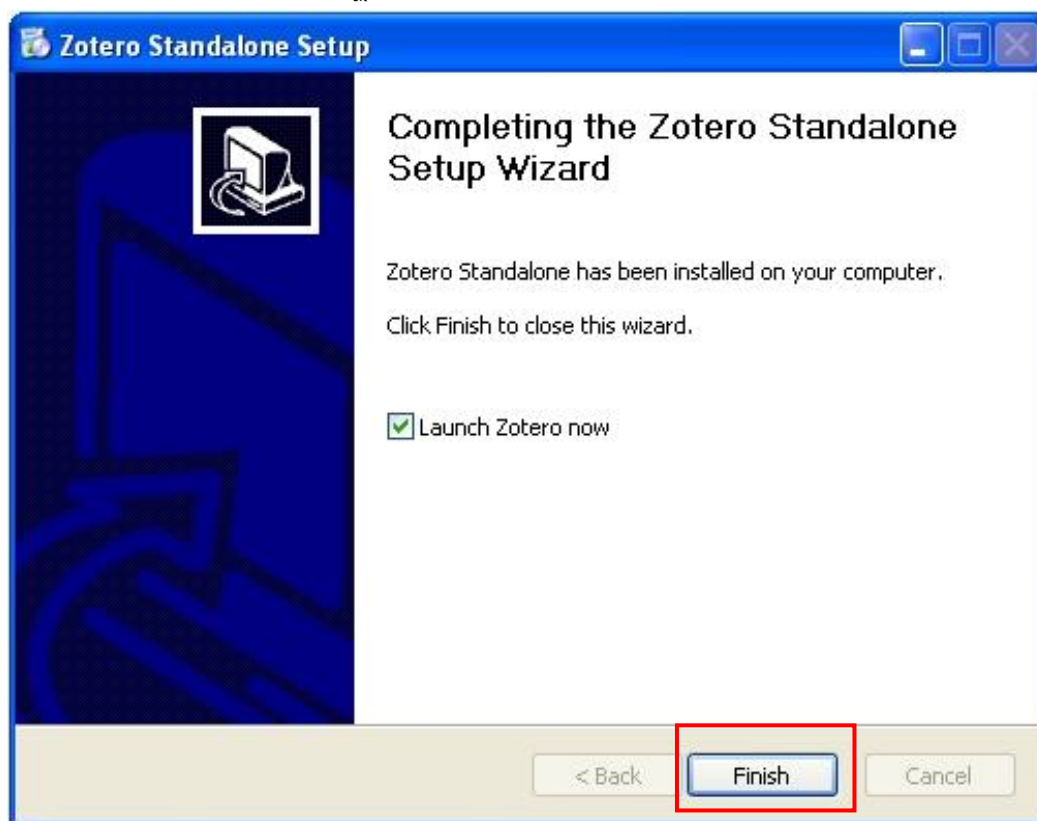 Zotero Standalone Setup
Completing the Zotero Standalone
Setup Wizard
Zotero Standalone has been installed on your computer.
Click Finish to close this wizard.
Launch Zotero now
< Back Finish Cancel